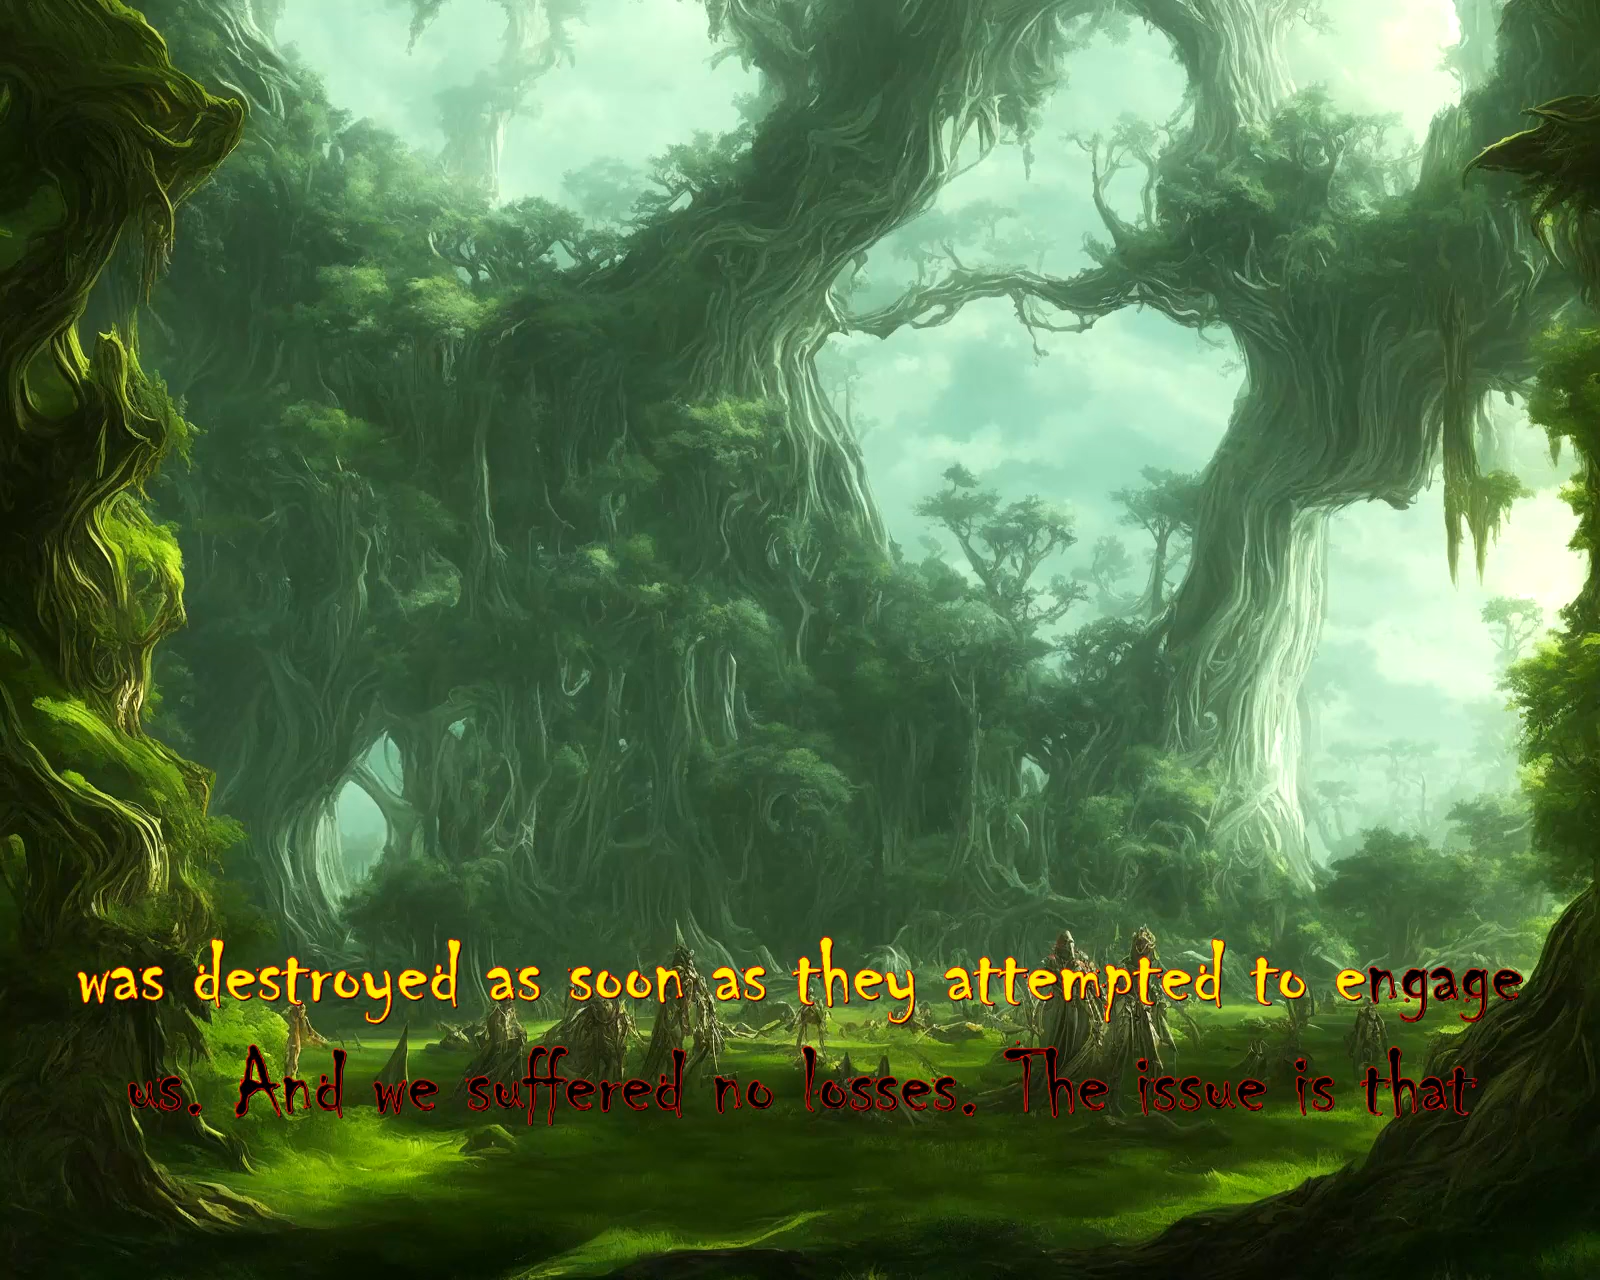 was destroyed as soon as they attempted to engage
us. And we suffered no losses. The issue is that